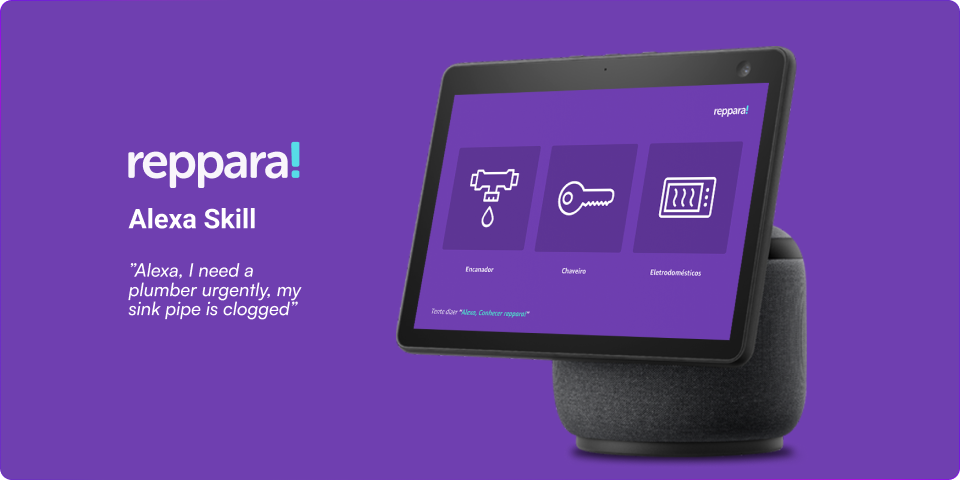 reppara!
Alexa Skill
”Alexa, I need a
plumber urgently, my
sink pipe is clogged”
reppara!
Encanador
Chaveiro
Eletrodomésticos
Tente dizer “Alexa, Conhecer reppara!”